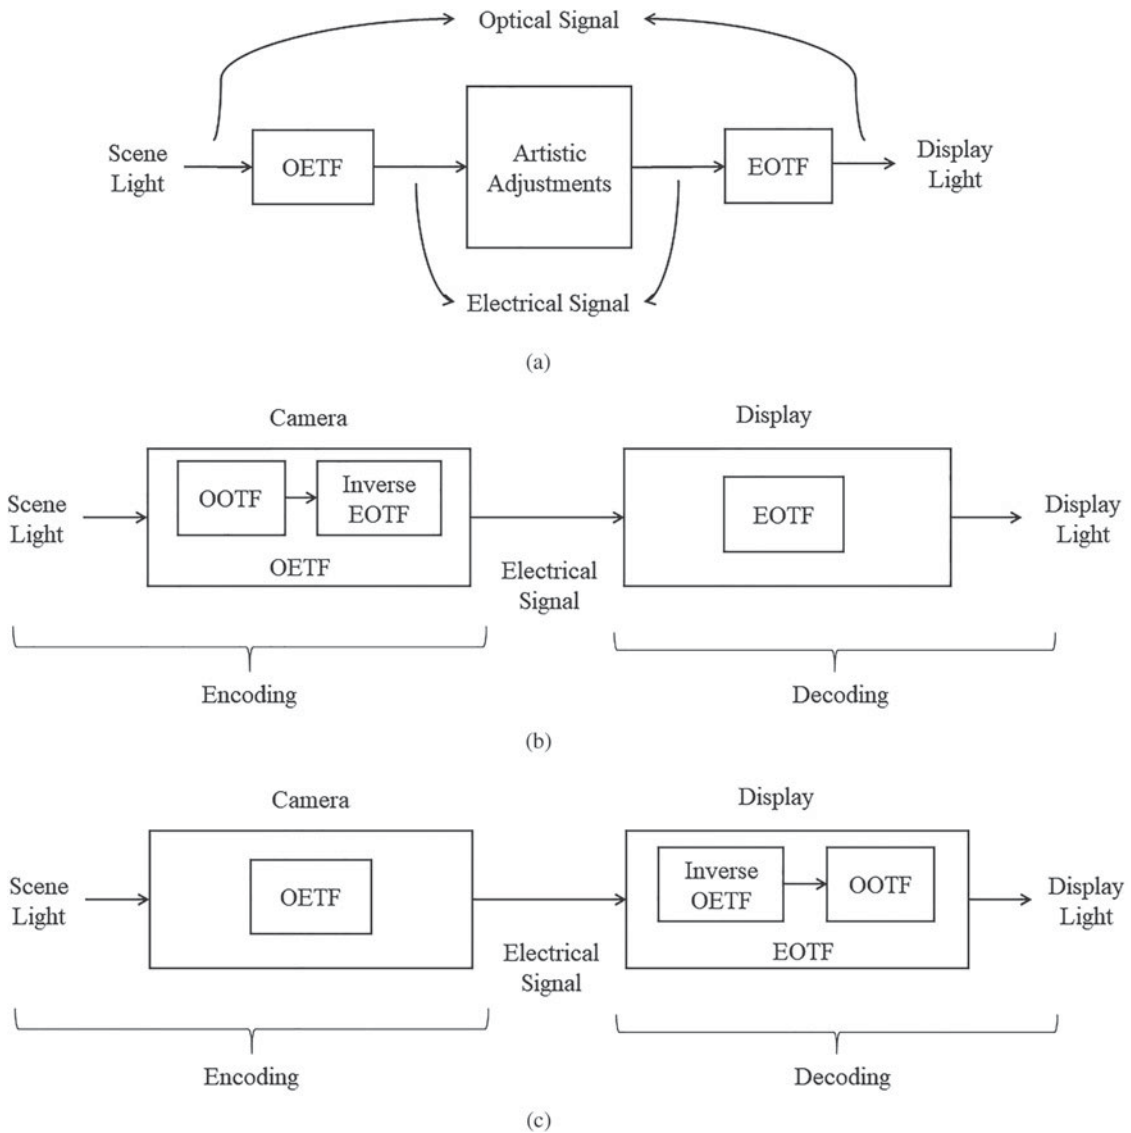 Optical Signal
Scene
Light
OETF
Artistic
Adjustments
EOTF
Display
Light
Electrical Signal
(a)
Camera
Display
Scene
Light
OOTF
Inverse
EOTF
OETF
Electrical
Signal
EOTF
Display
Light
Encoding
Decoding
(b)
Camera
Display
Scene
Light
OETF
Electrical
Signal
Inverse
OETF
OOTF
EOTF
Display
Light
Encoding
Decoding
(c)